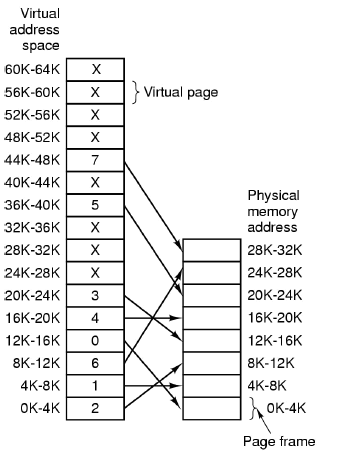 Virtual
address
space
60K-64K X
56K-60K X Virtual page
52K-56K X
48K-52K X
44K-48K 7
40K-44K X
36K-40K 5
32K-36K X
28K-32K X
24K-28K X
20K-24K 3
16K-20K 4
12K-16K 0
8K-12K 6
4K-8K 1
0K-4K 2
Physical
memory
address
28K-32K
24K-28K
20K-24K
16K-20K
12K-16K
8K-12K
4K-8K
0K-4K
Page frame